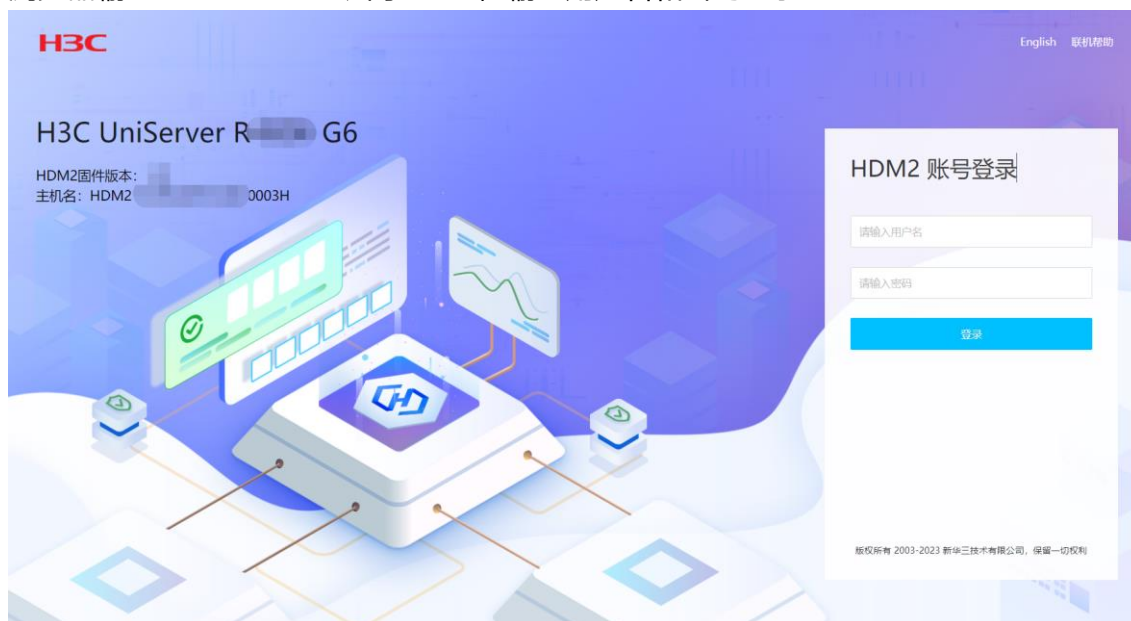 H3C
English 联机帮助
H3C UniServer R G6
HDM2固件版本:
主机名: HDM2 0003H
HDM2 账号登录
请输入用户名
请输入密码
登录
版权所有 2003-2023 新华三技术有限公司, 保留一切权利